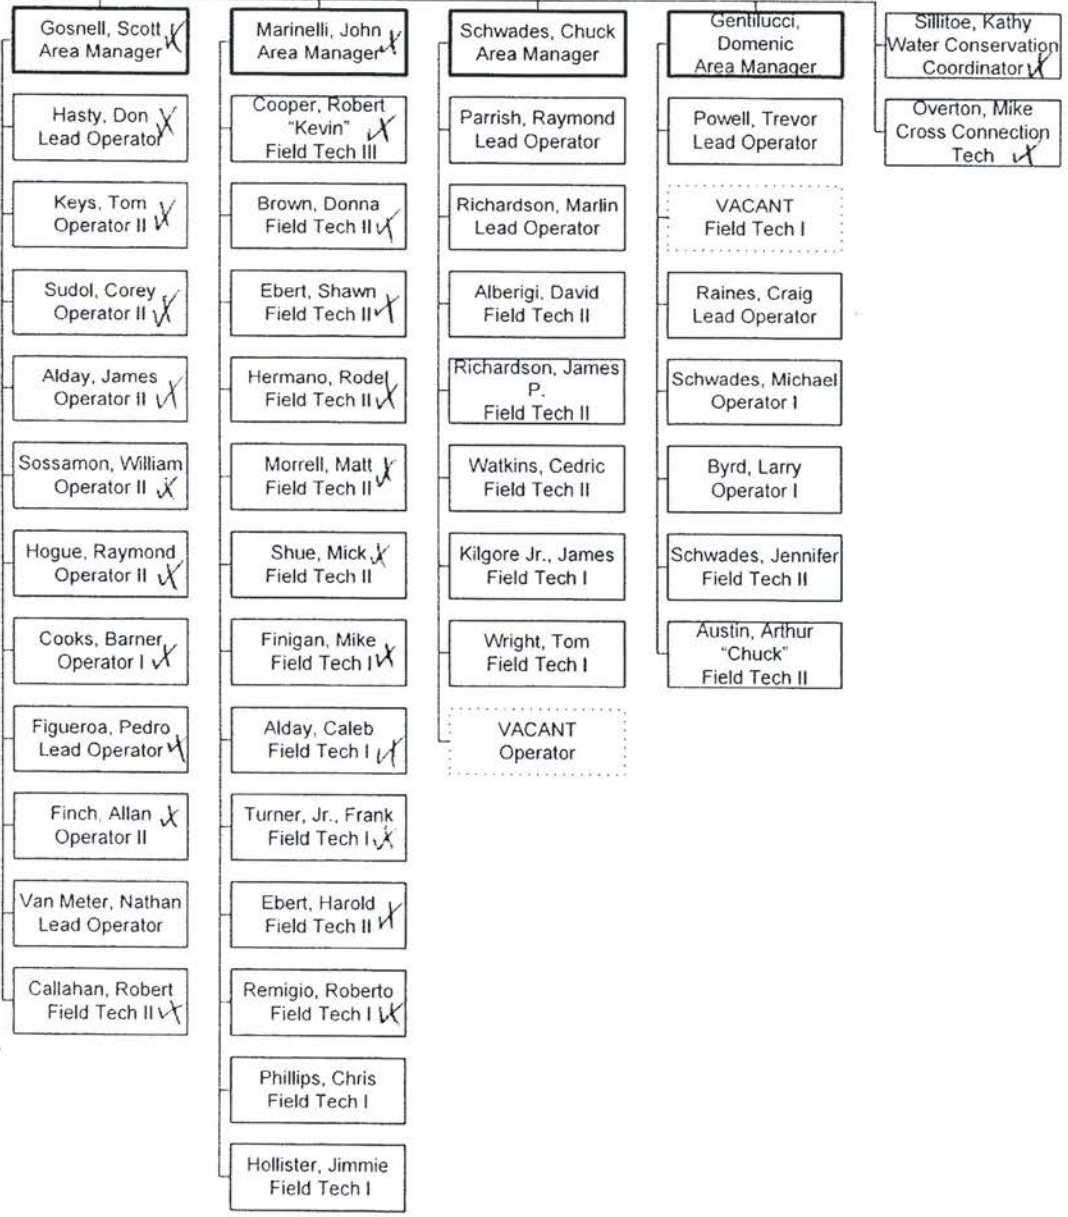 Gosnell, Scott
Area Manager
Hasty, Don
Lead Operator
Keys, Tom
Operator II
Sudol, Corey
Operator II
Alday, James
Operator II
Sossamon, William
Operator II
Hogue, Raymond
Operator II
Cooks, Barner
Operator I
Figueroa, Pedro
Lead Operator
Finch, Allan
Operator II
Van Meter, Nathan
Lead Operator
Callahan, Robert
Field Tech II
Marinelli, John
Area Manager
Cooper, Robert
"Kevin"
Field Tech III
Brown, Donna
Field Tech II
Ebert, Shawn
Field Tech II
Hermano, Rodel
Field Tech II
Morrell, Matt
Field Tech II
Shue, Mick
Field Tech II
Finigan, Mike
Field Tech I
Alday, Caleb
Field Tech I
Turner, Jr., Frank
Field Tech I
Ebert, Harold
Field Tech II
Remigio, Roberto
Field Tech I
Phillips, Chris
Field Tech I
Hollister, Jimmie
Field Tech I
Schwades, Chuck
Area Manager
Parrish, Raymond
Lead Operator
Richardson, Marlin
Lead Operator
Alberigi, David
Field Tech II
Richardson, James
P.
Field Tech II
Watkins, Cedric
Field Tech II
Kilgore Jr., James
Field Tech I
Wright, Tom
Field Tech I
VACANT
Operator
Gentilucci,
Domenic
Area Manager
Powell, Trevor
Lead Operator
VACANT
Field Tech I
Raines, Craig
Lead Operator
Schwades, Michael
Operator I
Byrd, Larry
Operator I
Schwades, Jennifer
Field Tech II
Austin, Arthur
"Chuck"
Field Tech II
Sillitoe, Kathy
Water Conservation
Coordinator
Overton, Mike
Cross Connection
Tech